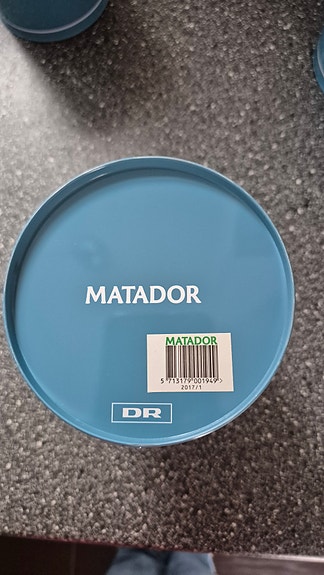 MATADOR
MATADOR
5 713179 001949 >
2017/1
DR